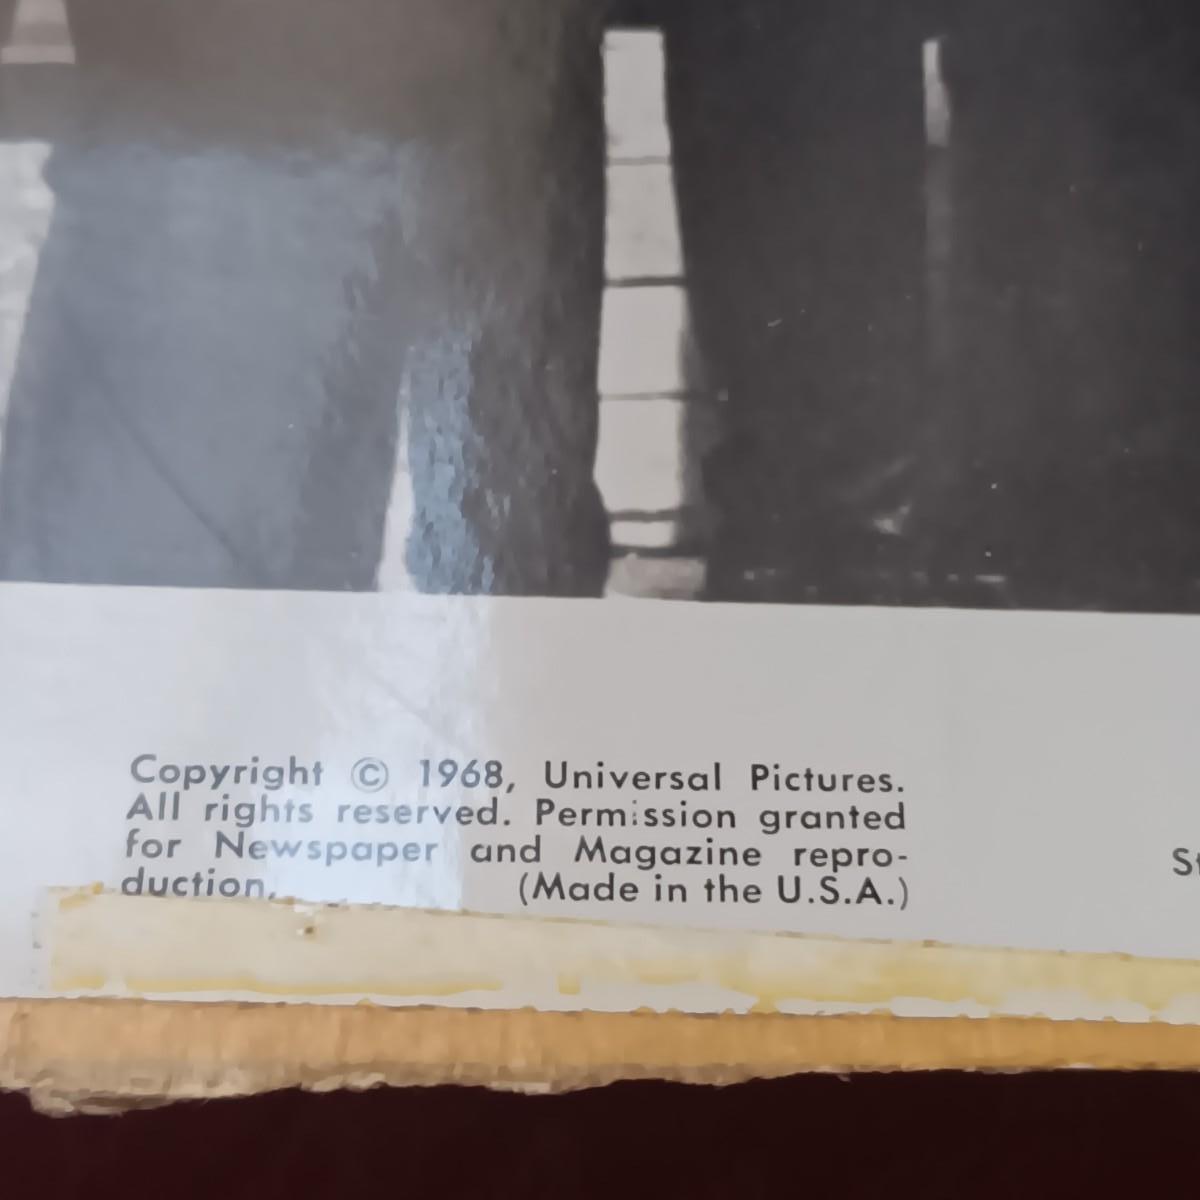 Copyright © 1968, Universal Pictures.
All rights reserved. Permission granted
for Newspaper and Magazine repro-
duction. (Made in the U.S.A.)